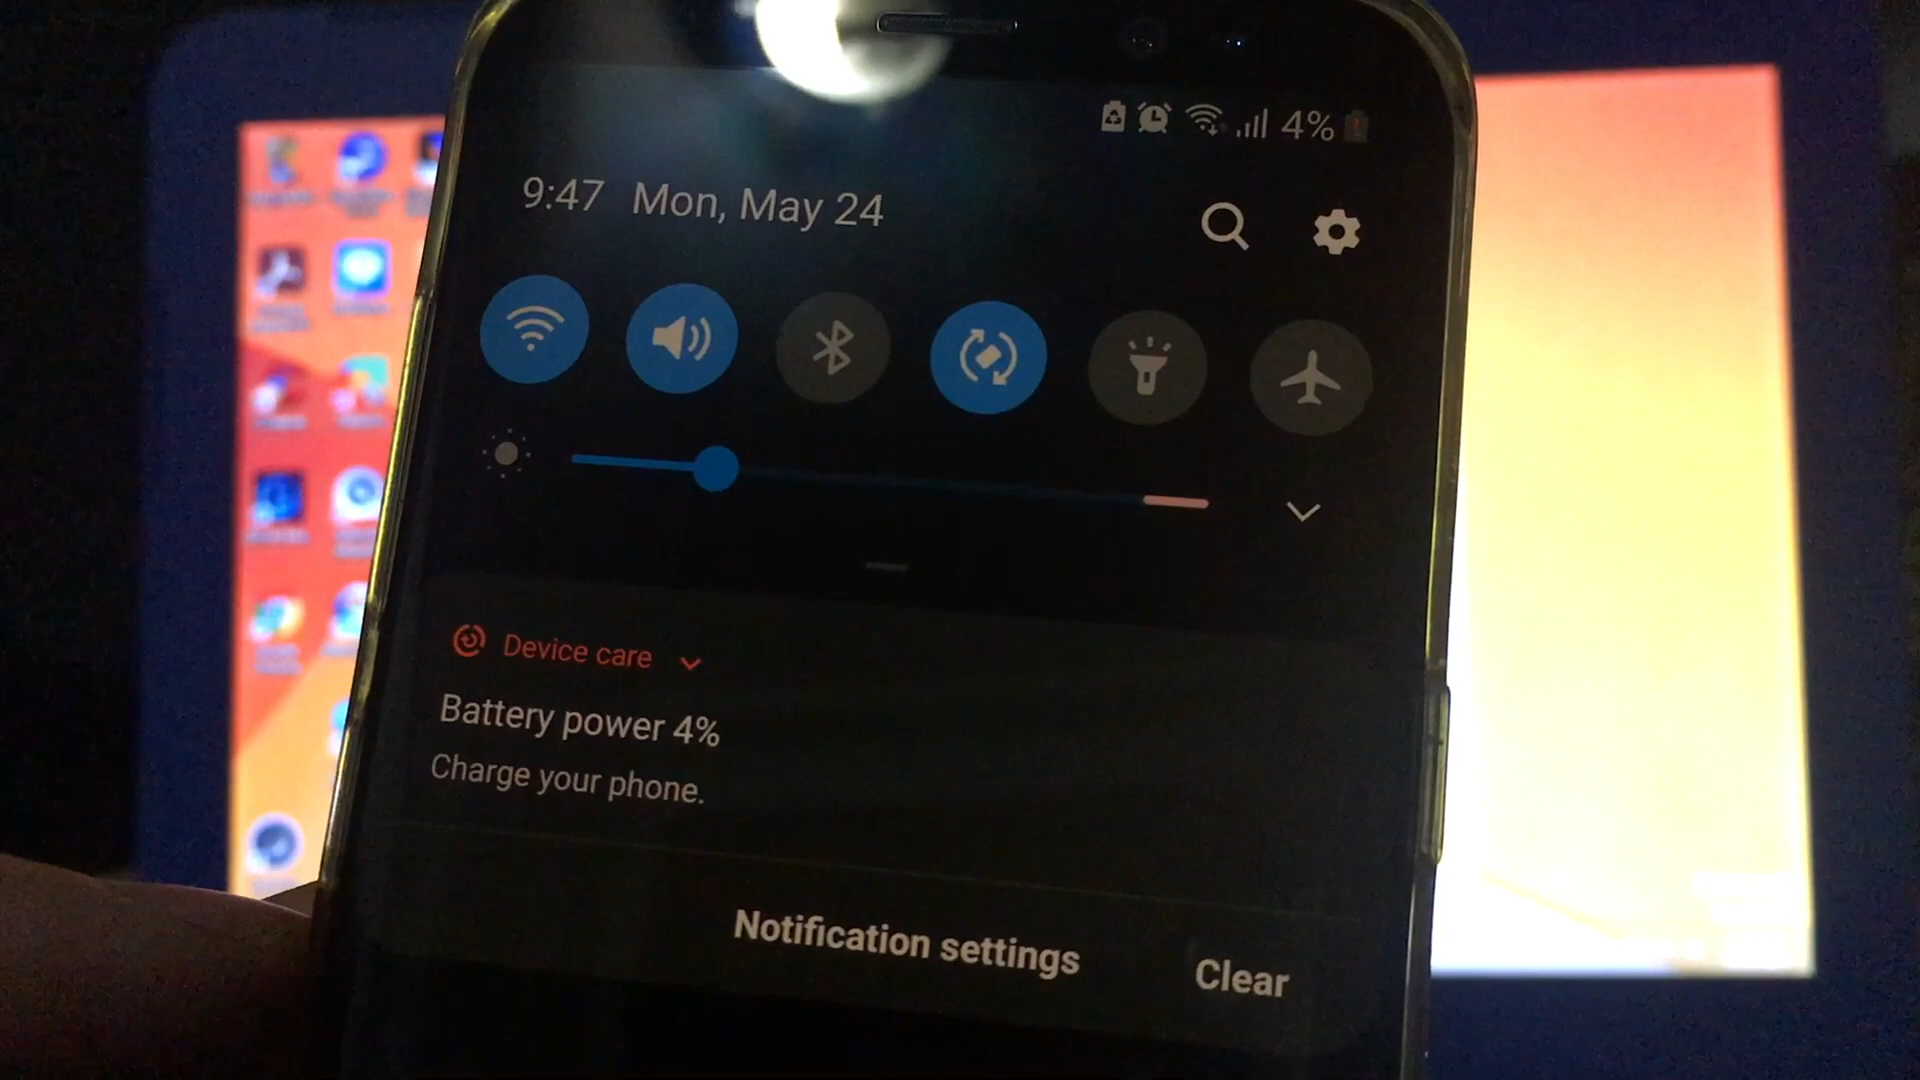 4%
9:47 Mon, May 24
Device care
Battery power 4%
Charge your phone.
Notification settings Clear